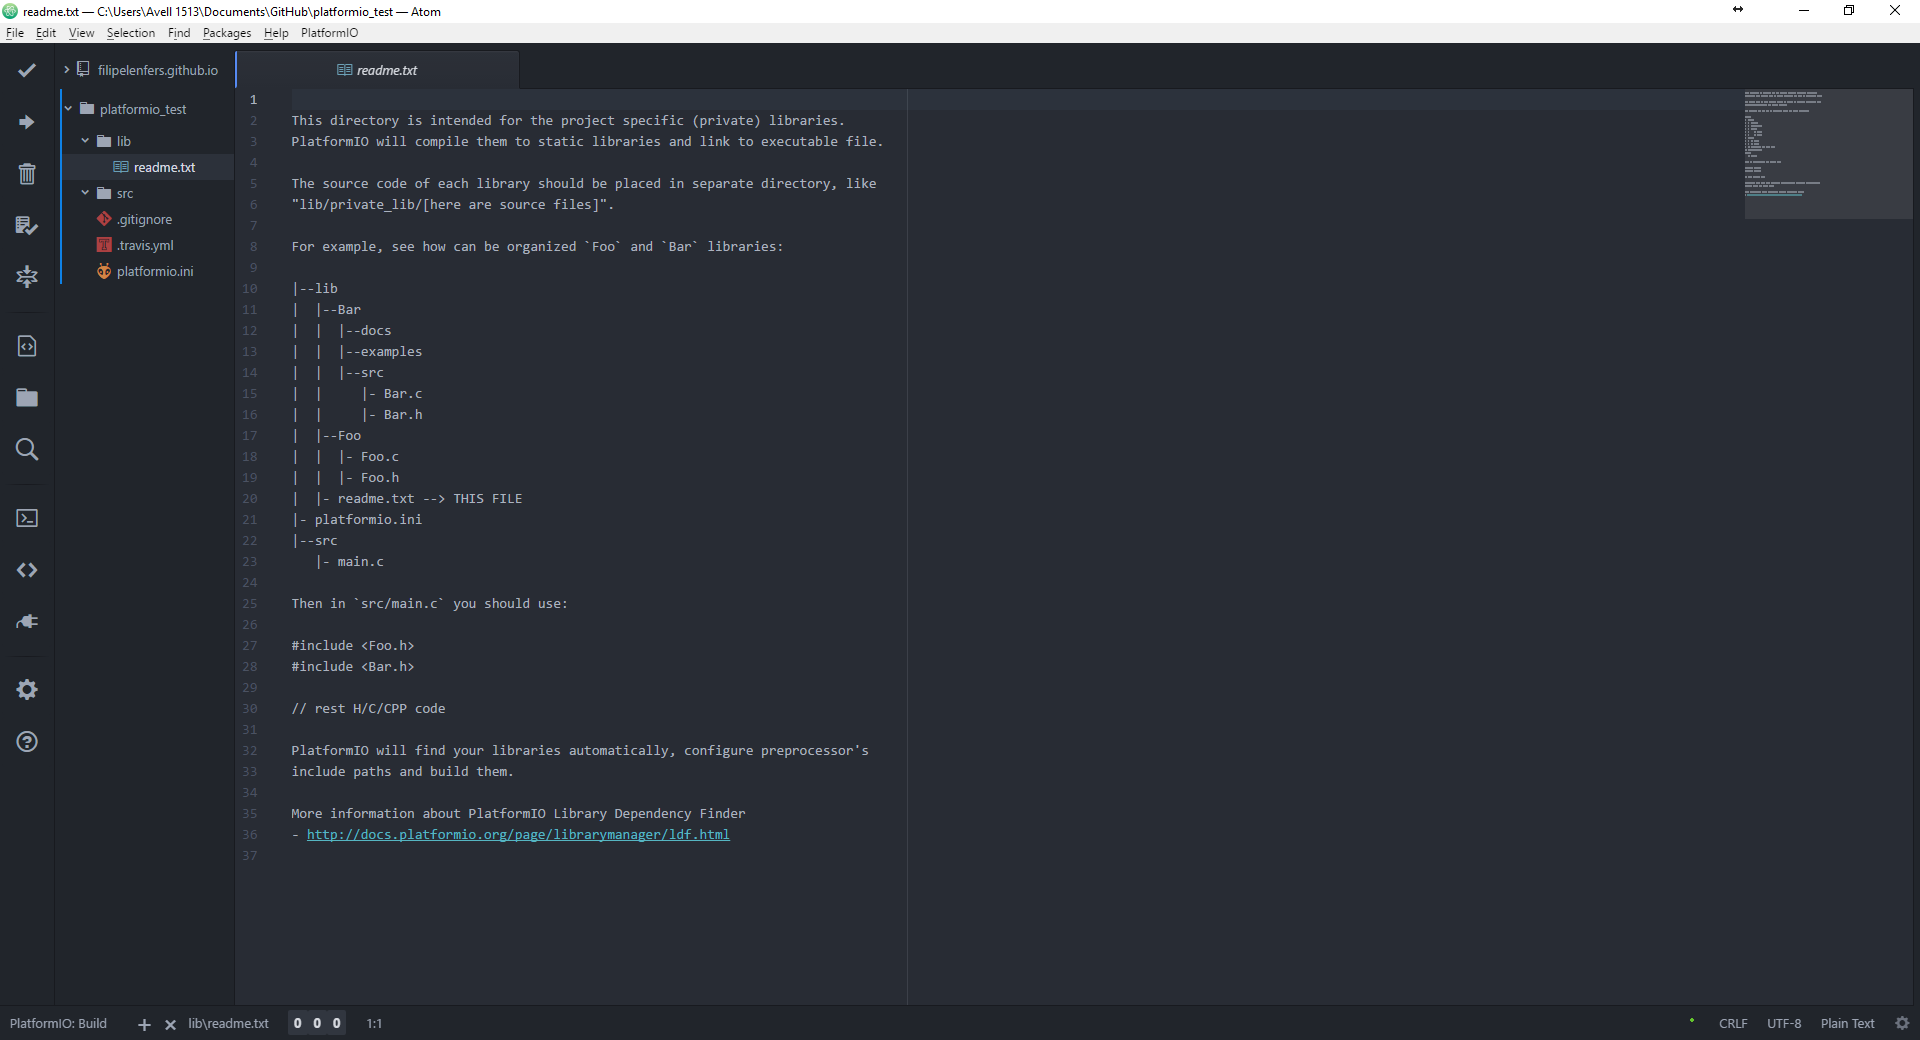 readme.txt — C:\Users\Avell 1513\Documents\GitHub\platformio_test — Atom
File Edit View Selection Find Packages Help PlatformIO
filipelenfers.github.io
platformio_test
lib
readme.txt
src
.gitignore
.travis.yml
platformio.ini
readme.txt
1
2 This directory is intended for the project specific (private) libraries.
3 PlatformIO will compile them to static libraries and link to executable file.
4
5 The source code of each library should be placed in separate directory, like
6 "lib/private_lib/[here are source files]".
7
8 For example, see how can be organized `Foo` and `Bar` libraries:
9
10 |--lib
11 |  |--Bar
12 |  |  |--docs
13 |  |  |--examples
14 |  |  |--src
15 |  |     |- Bar.c
16 |  |     |- Bar.h
17 |  |--Foo
18 |  |  |- Foo.c
19 |  |  |- Foo.h
20 |  |- readme.txt --> THIS FILE
21 |- platformio.ini
22 |--src
23    |- main.c
24
25 Then in `src/main.c` you should use:
26
27 #include <Foo.h>
28 #include <Bar.h>
29
30 // rest H/C/CPP code
31
32 PlatformIO will find your libraries automatically, configure preprocessor's
33 include paths and build them.
34
35 More information about PlatformIO Library Dependency Finder
36 - http://docs.platformio.org/page/librarymanager/ldf.html
37
PlatformIO: Build lib\readme.txt 0 0 0 1:1 CRLF UTF-8 Plain Text